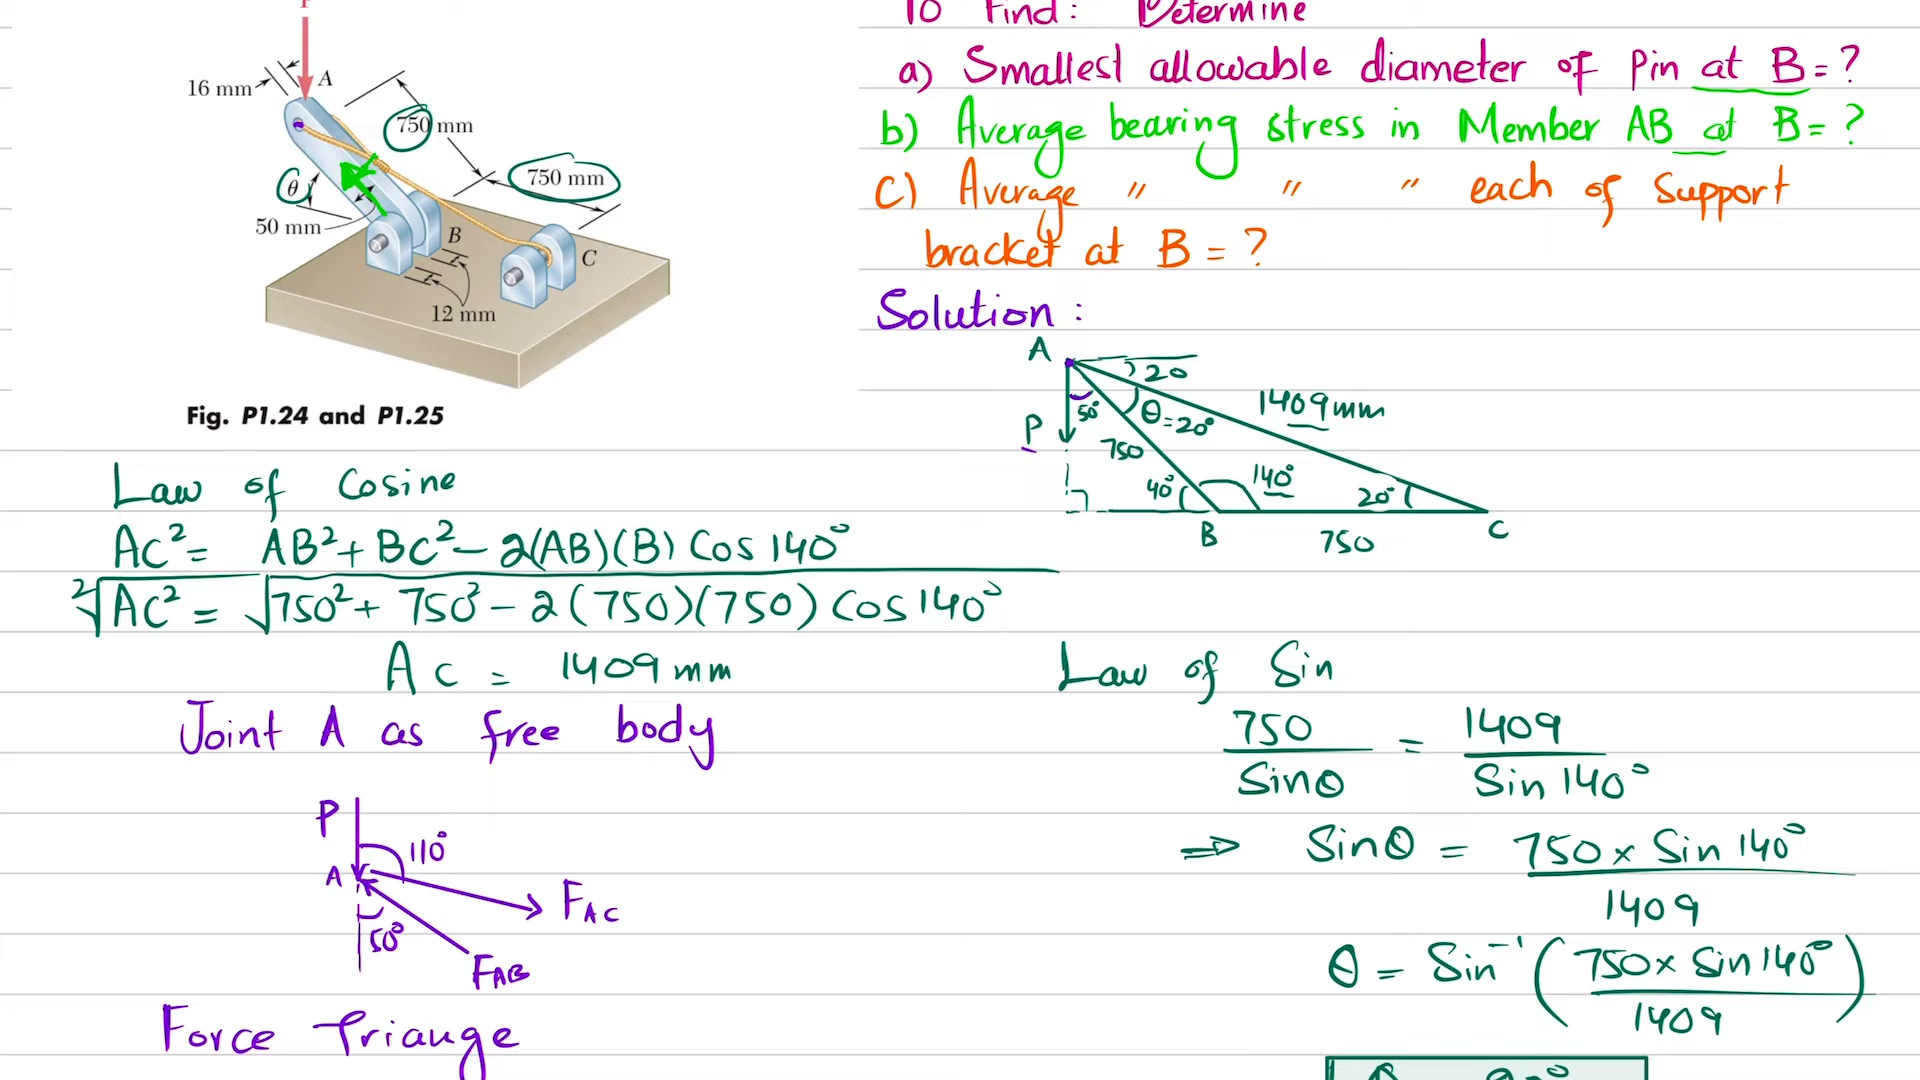 To Find : Determine
a) Smallest allowable diameter of Pin at B = ?
b) Average bearing stress in Member AB at B = ?
C) Average " " " each of Support
bracket at B = ?
P
16 mm
A
750 mm
750 mm
θ
50 mm
B
C
12 mm
Fig. P1.24 and P1.25
Solution :
A
20
1409 mm
50°
θ = 20°
P
750
40°
140°
20°
B
750
C
Law of Cosine
AC² = AB² + BC² - 2(AB)(B) Cos 140°
²√AC² = √750² + 750² - 2 (750)(750) Cos 140°
AC = 1409 mm
Joint A as free body
P
110°
A
FAC
50°
FAB
Force Triange
Law of Sin
750 / Sinθ = 1409 / Sin 140°
⇒ Sinθ = 750 × Sin 140° / 1409
θ = Sin⁻¹ (750 × Sin 140° / 1409)